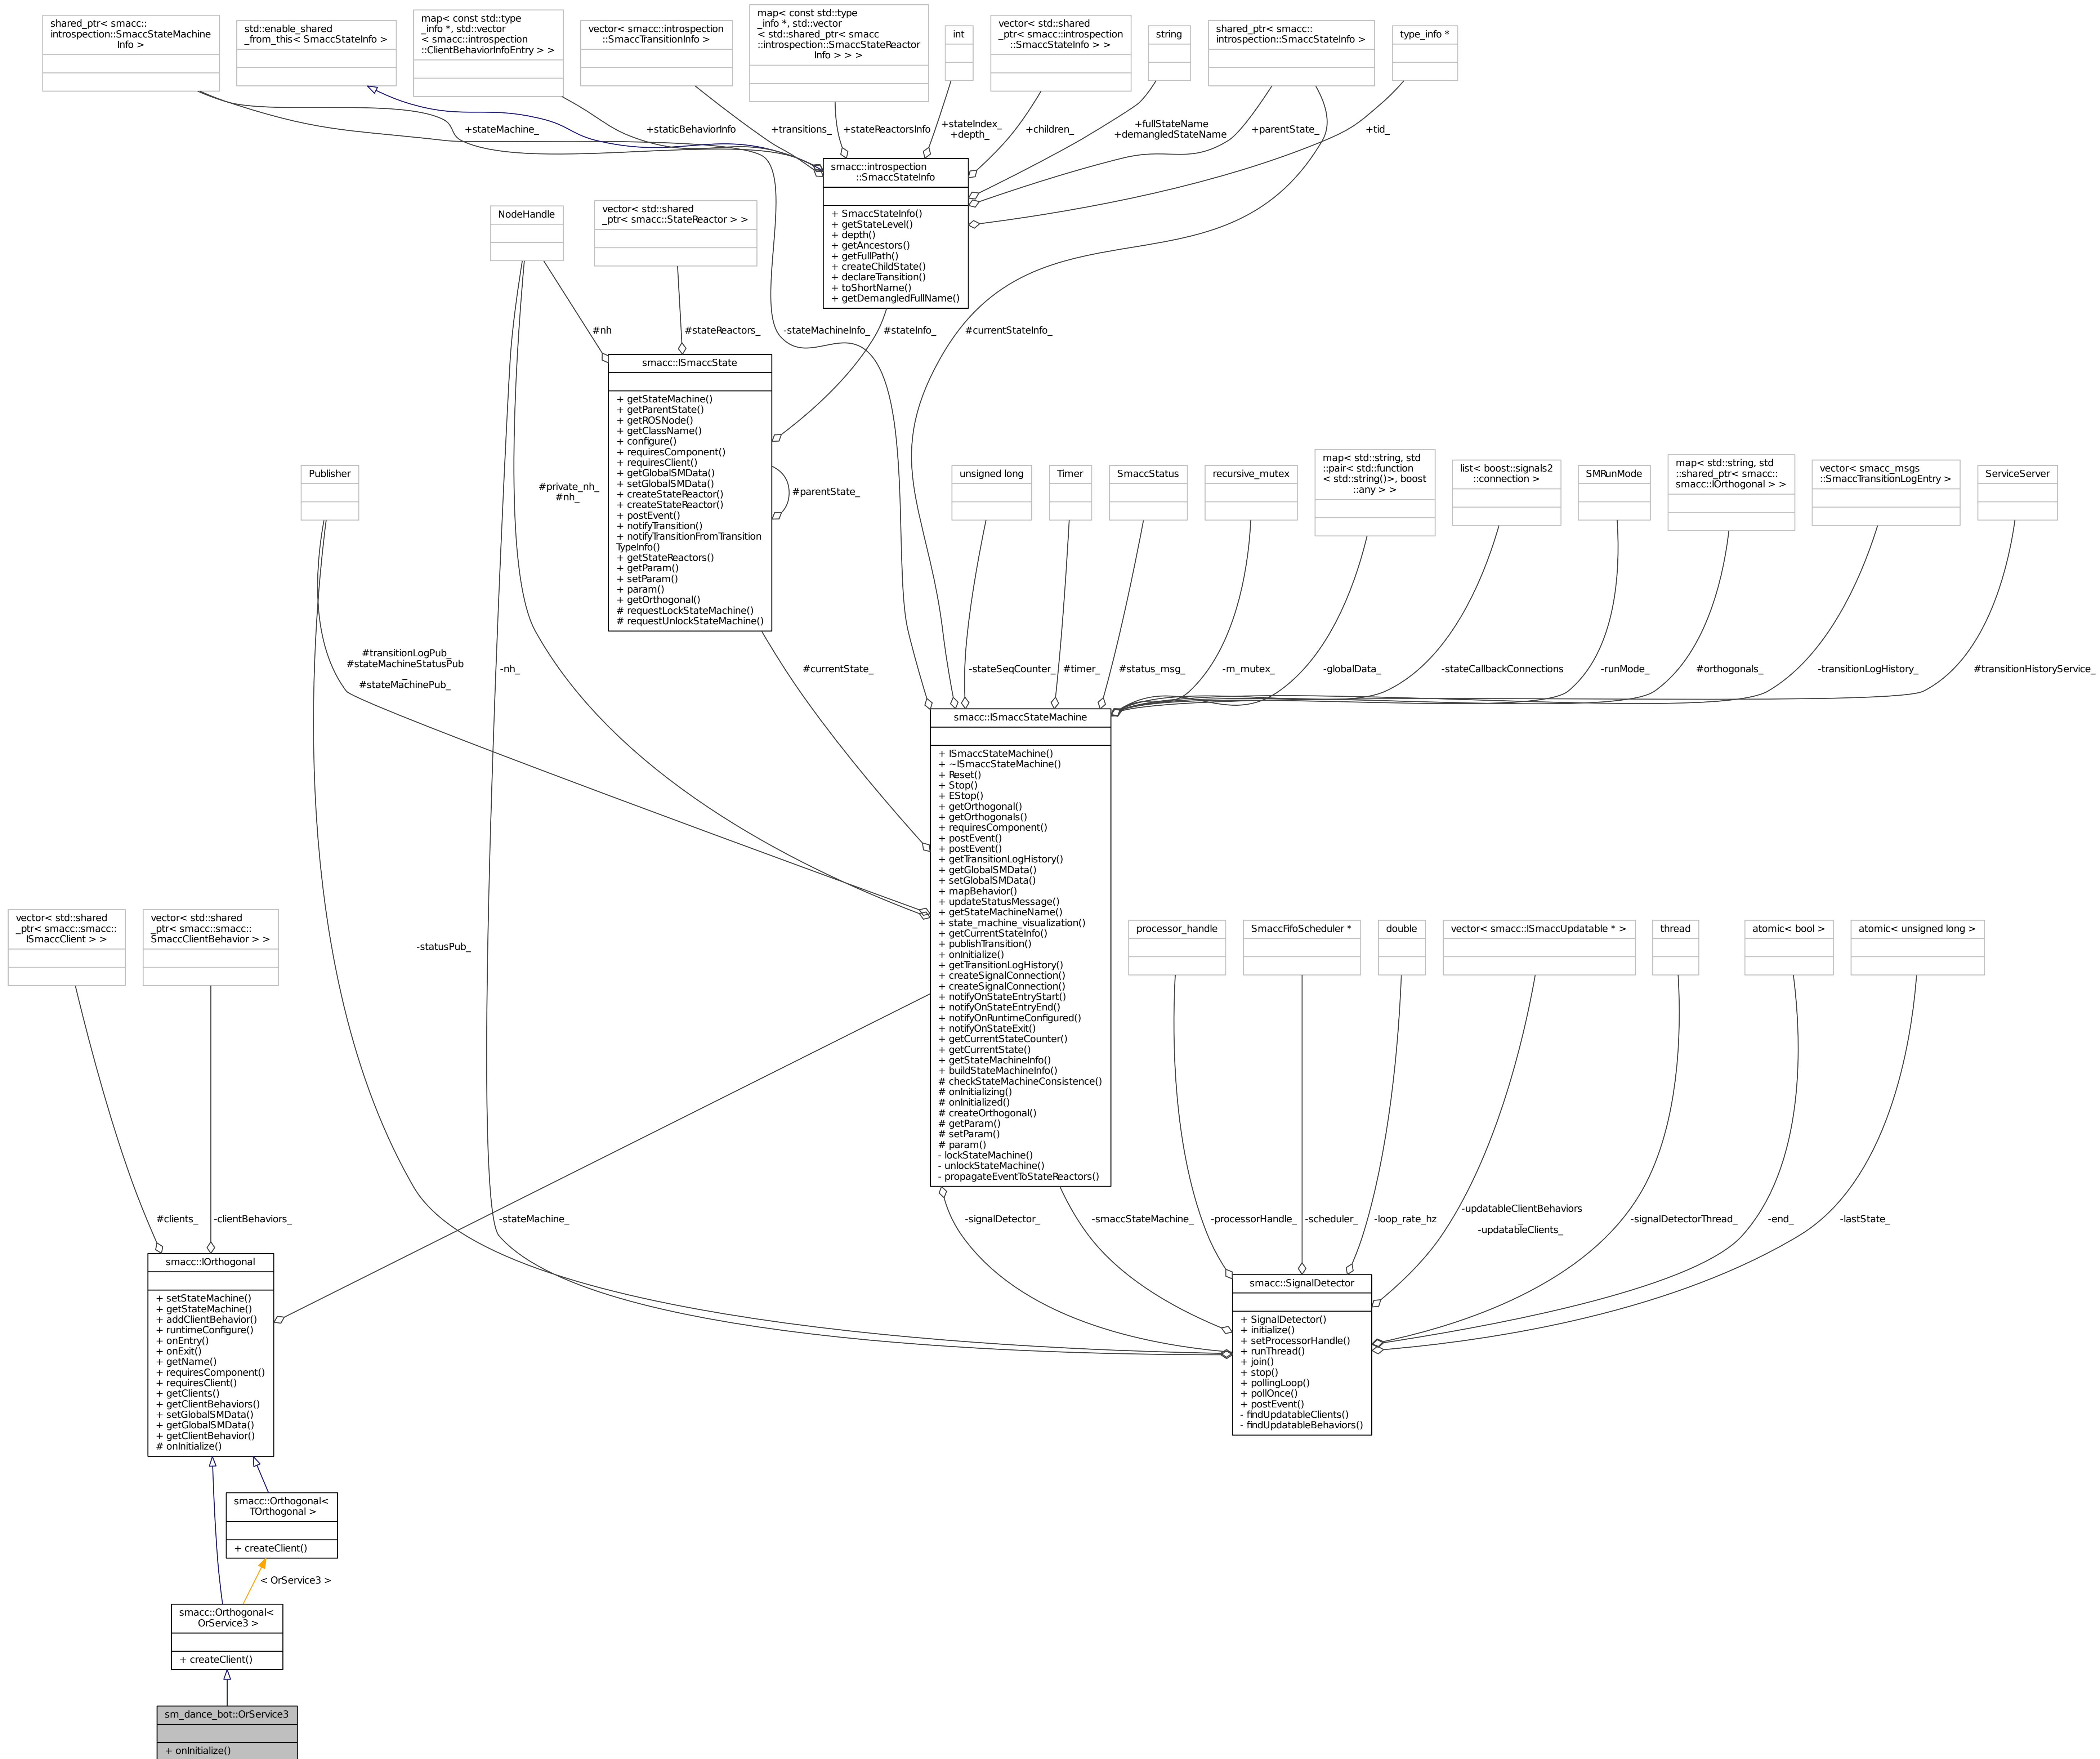 shared_ptr< smacc::
introspection::SmaccStateMachine
Info >
std::enable_shared
_from_this< SmaccStateInfo >
map< const std::type
_info *, std::vector
< smacc::introspection
::ClientBehaviorInfoEntry > >
vector< smacc::introspection
::SmaccTransitionInfo >
map< const std::type
_info *, std::vector
< std::shared_ptr< smacc
::introspection::SmaccStateReactor
Info > > >
int
vector< std::shared
_ptr< smacc::introspection
::SmaccStateInfo > >
string
shared_ptr< smacc::
introspection::SmaccStateInfo >
type_info *
+stateMachine_
+staticBehaviorInfo
+transitions_
+stateReactorsInfo
+stateIndex_
+depth_
+children_
+fullStateName
+demangledStateName
+parentState_
+tid_
smacc::introspection
::SmaccStateInfo
+ SmaccStateInfo()
+ getStateLevel()
+ depth()
+ getAncestors()
+ getFullPath()
+ createChildState()
+ declareTransition()
+ toShortName()
+ getDemangledFullName()
NodeHandle
vector< std::shared
_ptr< smacc::StateReactor > >
#nh
#stateReactors_
-stateMachineInfo_
#stateInfo_
#currentStateInfo_
smacc::ISmaccState
+ getStateMachine()
+ getParentState()
+ getROSNode()
+ getClassName()
+ configure()
+ requiresComponent()
+ requiresClient()
+ getGlobalSMData()
+ setGlobalSMData()
+ createStateReactor()
+ createStateReactor()
+ postEvent()
+ notifyTransition()
+ notifyTransitionFromTransition
TypeInfo()
+ getStateReactors()
+ getParam()
+ setParam()
+ param()
+ getOrthogonal()
# requestLockStateMachine()
# requestUnlockStateMachine()
#parentState_
#private_nh_
#nh_
Publisher
unsigned long
Timer
SmaccStatus
recursive_mutex
map< std::string, std
::pair< std::function
< std::string()>, boost
::any > >
list< boost::signals2
::connection >
SMRunMode
map< std::string, std
::shared_ptr< smacc::
smacc::IOrthogonal > >
vector< smacc_msgs
::SmaccTransitionLogEntry >
ServiceServer
#transitionLogPub_
#stateMachineStatusPub
_
#stateMachinePub_
-nh_
#currentState_
-stateSeqCounter_
#timer_
#status_msg_
-m_mutex_
-globalData_
-stateCallbackConnections
-runMode_
#orthogonals_
-transitionLogHistory_
#transitionHistoryService_
smacc::ISmaccStateMachine
+ ISmaccStateMachine()
+ ~ISmaccStateMachine()
+ Reset()
+ Stop()
+ EStop()
+ getOrthogonal()
+ getOrthogonals()
+ requiresComponent()
+ postEvent()
+ postEvent()
+ getTransitionLogHistory()
+ getGlobalSMData()
+ setGlobalSMData()
+ mapBehavior()
+ updateStatusMessage()
+ getStateMachineName()
+ state_machine_visualization()
+ getCurrentStateInfo()
+ publishTransition()
+ onInitialize()
+ getTransitionLogHistory()
+ createSignalConnection()
+ createSignalConnection()
+ notifyOnStateEntryStart()
+ notifyOnStateEntryEnd()
+ notifyOnRuntimeConfigured()
+ notifyOnStateExit()
+ getCurrentStateCounter()
+ getCurrentState()
+ getStateMachineInfo()
+ buildStateMachineInfo()
# checkStateMachineConsistence()
# onInitializing()
# onInitialized()
# createOrthogonal()
# getParam()
# setParam()
# param()
- lockStateMachine()
- unlockStateMachine()
- propagateEventToStateReactors()
vector< std::shared
_ptr< smacc::smacc::
ISmaccClient > >
vector< std::shared
_ptr< smacc::smacc::
SmaccClientBehavior > >
-statusPub_
processor_handle
SmaccFifoScheduler *
double
vector< smacc::ISmaccUpdatable * >
thread
atomic< bool >
atomic< unsigned long >
#clients_
-clientBehaviors_
-stateMachine_
-signalDetector_
-smaccStateMachine_
-processorHandle_
-scheduler_
-loop_rate_hz
-updatableClientBehaviors
_
-updatableClients_
-signalDetectorThread_
-end_
-lastState_
smacc::IOrthogonal
+ setStateMachine()
+ getStateMachine()
+ addClientBehavior()
+ runtimeConfigure()
+ onEntry()
+ onExit()
+ getName()
+ requiresComponent()
+ requiresClient()
+ getClients()
+ getClientBehaviors()
+ setGlobalSMData()
+ getGlobalSMData()
+ getClientBehavior()
# onInitialize()
smacc::SignalDetector
+ SignalDetector()
+ initialize()
+ setProcessorHandle()
+ runThread()
+ join()
+ stop()
+ pollingLoop()
+ pollOnce()
+ postEvent()
- findUpdatableClients()
- findUpdatableBehaviors()
smacc::Orthogonal<
TOrthogonal >
+ createClient()
< OrService3 >
smacc::Orthogonal<
OrService3 >
+ createClient()
sm_dance_bot::OrService3
+ onInitialize()